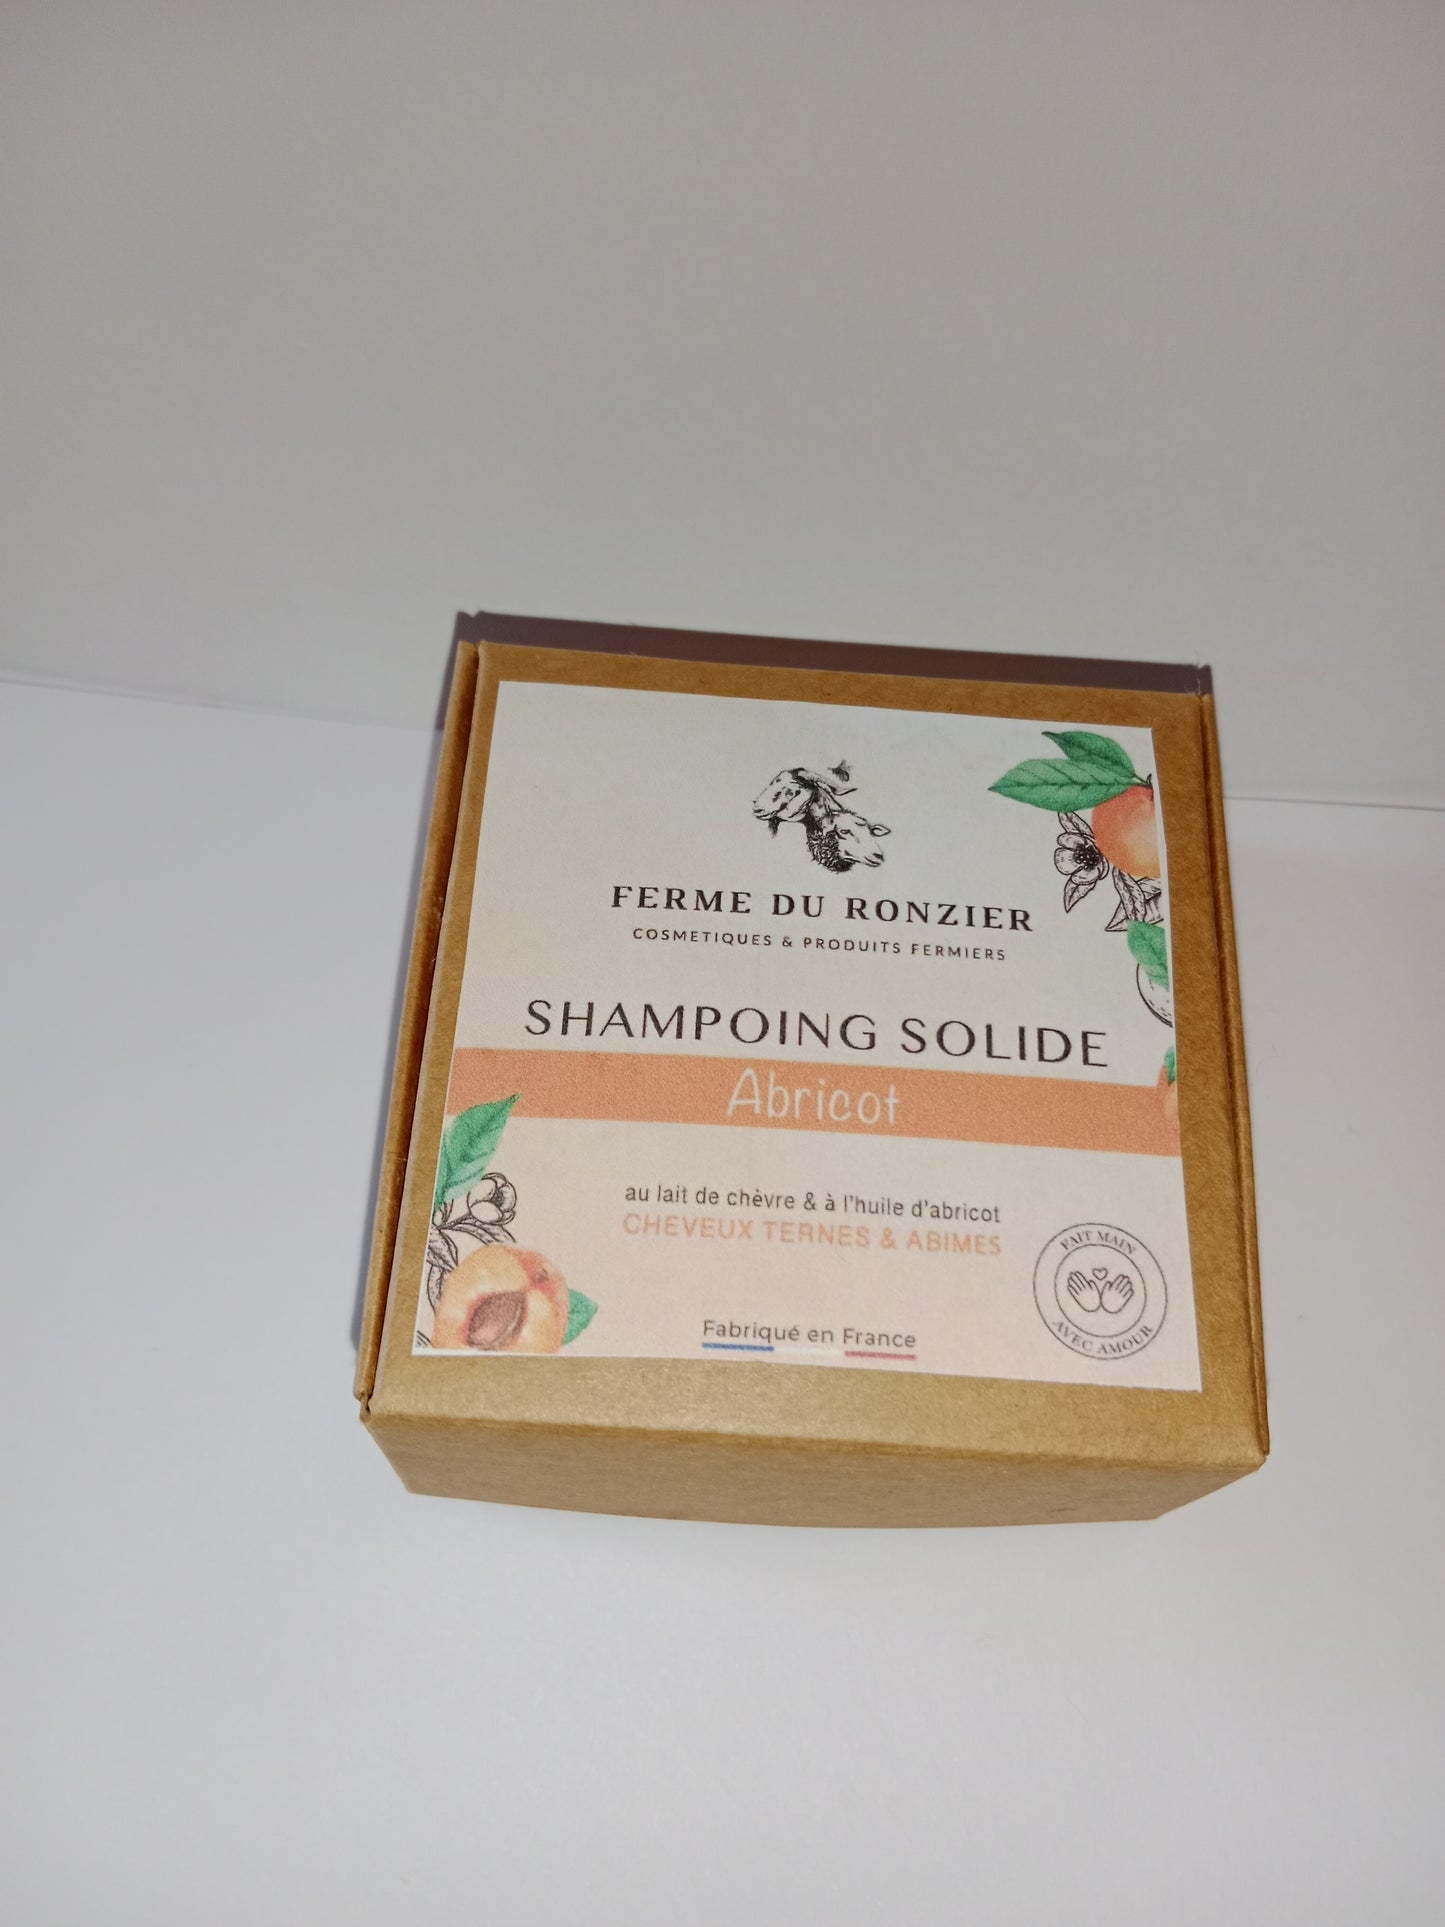 FERME DU RONZIER
COSMETIQUES & PRODUITS FERMIERS
SHAMPOING SOLIDE
Abricot
au lait de chèvre & à l'huile d'abricot
CHEVEUX TERNES & ABIMES
FAIT MAIN
AVEC AMOUR
Fabriqué en France